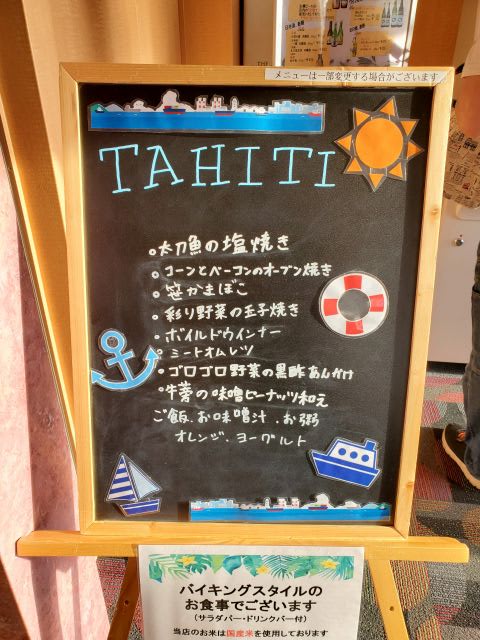 メニューは一部変更する場合がございます
TAHITI
。太刀魚の塩焼き
。コーンとベーコンのオーブン焼き
。笹かまぼこ
。彩り野菜の玉子焼き
。ボイルドウインナー
。ミートオムレツ
。ゴロゴロ野菜の黒酢あんかけ
。牛蒡の味噌ピーナッツ和え
ご飯、お味噌汁、お粥
オレンジ、ヨーグルト
バイキングスタイルの
お食事でございます
(サラダバー・ドリンクバー付)
当店のお米は国産米を使用しております